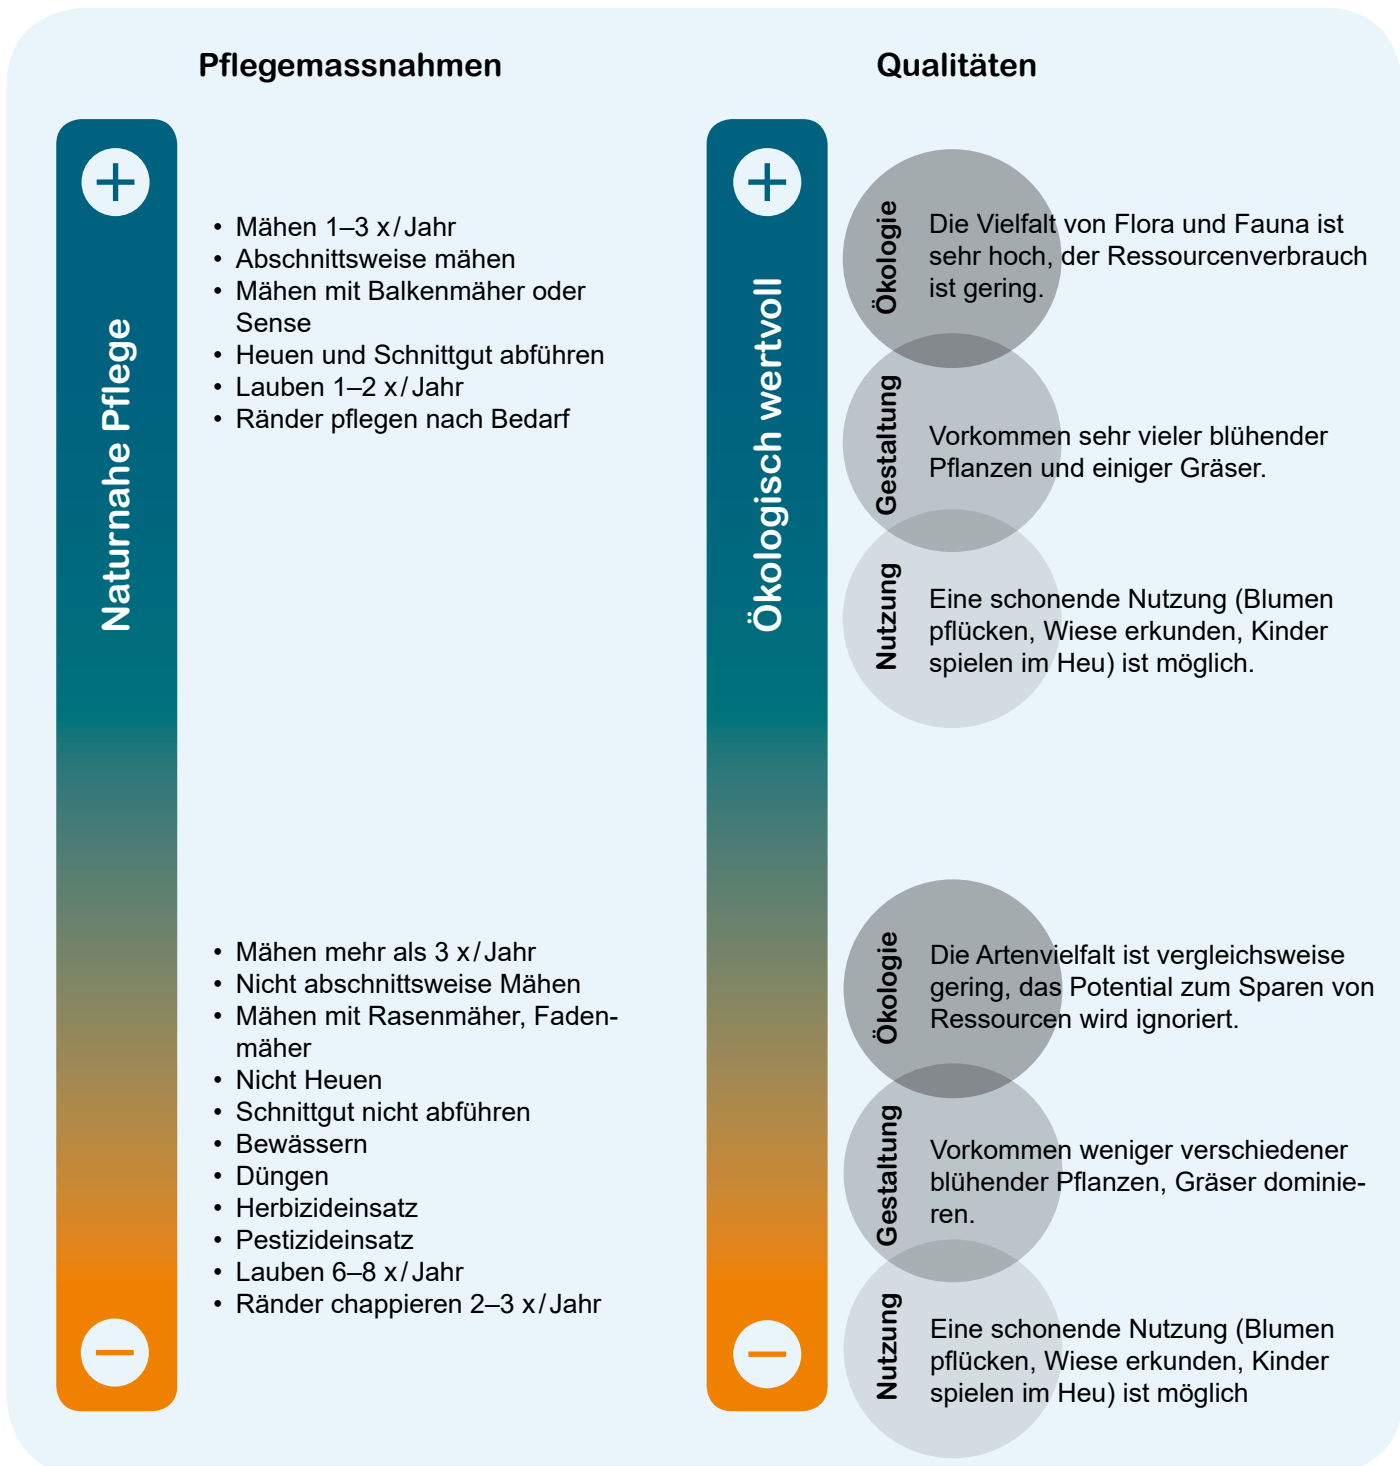 Pflegemassnahmen
Naturnahe Pflege
• Mähen 1–3 x/Jahr
• Abschnittsweise mähen
• Mähen mit Balkenmäher oder
Sense
• Heuen und Schnittgut abführen
• Lauben 1–2 x/Jahr
• Ränder pflegen nach Bedarf
• Mähen mehr als 3 x/Jahr
• Nicht abschnittsweise Mähen
• Mähen mit Rasenmäher, Faden-
mäher
• Nicht Heuen
• Schnittgut nicht abführen
• Bewässern
• Düngen
• Herbizideinsatz
• Pestizideinsatz
• Lauben 6–8 x/Jahr
• Ränder chappieren 2–3 x/Jahr
Qualitäten
Ökologisch wertvoll
Ökologie
Die Vielfalt von Flora und Fauna ist
sehr hoch, der Ressourcenverbrauch
ist gering.
Gestaltung
Vorkommen sehr vieler blühender
Pflanzen und einiger Gräser.
Nutzung
Eine schonende Nutzung (Blumen
pflücken, Wiese erkunden, Kinder
spielen im Heu) ist möglich.
Ökologie
Die Artenvielfalt ist vergleichsweise
gering, das Potential zum Sparen von
Ressourcen wird ignoriert.
Gestaltung
Vorkommen weniger verschiedener
blühender Pflanzen, Gräser dominie-
ren.
Nutzung
Eine schonende Nutzung (Blumen
pflücken, Wiese erkunden, Kinder
spielen im Heu) ist möglich